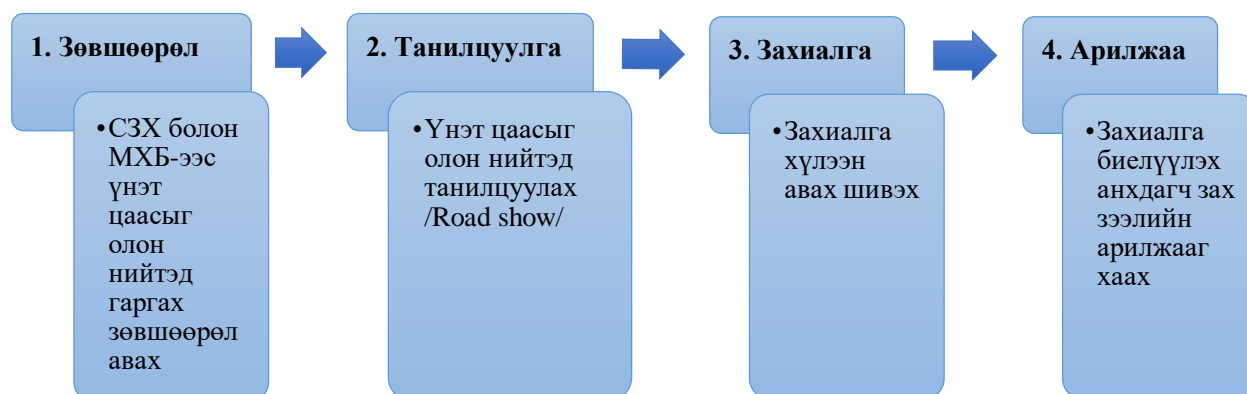 1. Зөвшөөрөл
•СЗХ болон
МХБ-ээс
үнэт
цаасыг
олон
нийтэд
гаргах
зөвшөөрөл
авах
2. Танилцуулга
•Үнэт цаасыг
олон нийтэд
танилцуулах
/Road show/
3. Захиалга
•Захиалга
хүлээн
авах шивэх
4. Арилжаа
•Захиалга
биелүүлэх
анхдагч зах
зээлийн
арилжааг
хаах